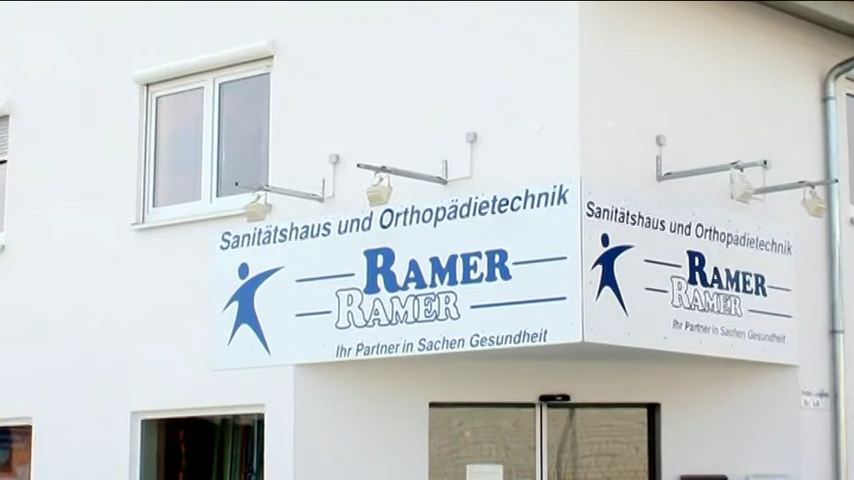 Sanitätshaus und Orthopädietechnik
RAMER
RAMER
Ihr Partner in Sachen Gesundheit
Sanitätshaus und Orthopädietechnik
RAMER
RAMER
Ihr Partner in Sachen Gesundheit